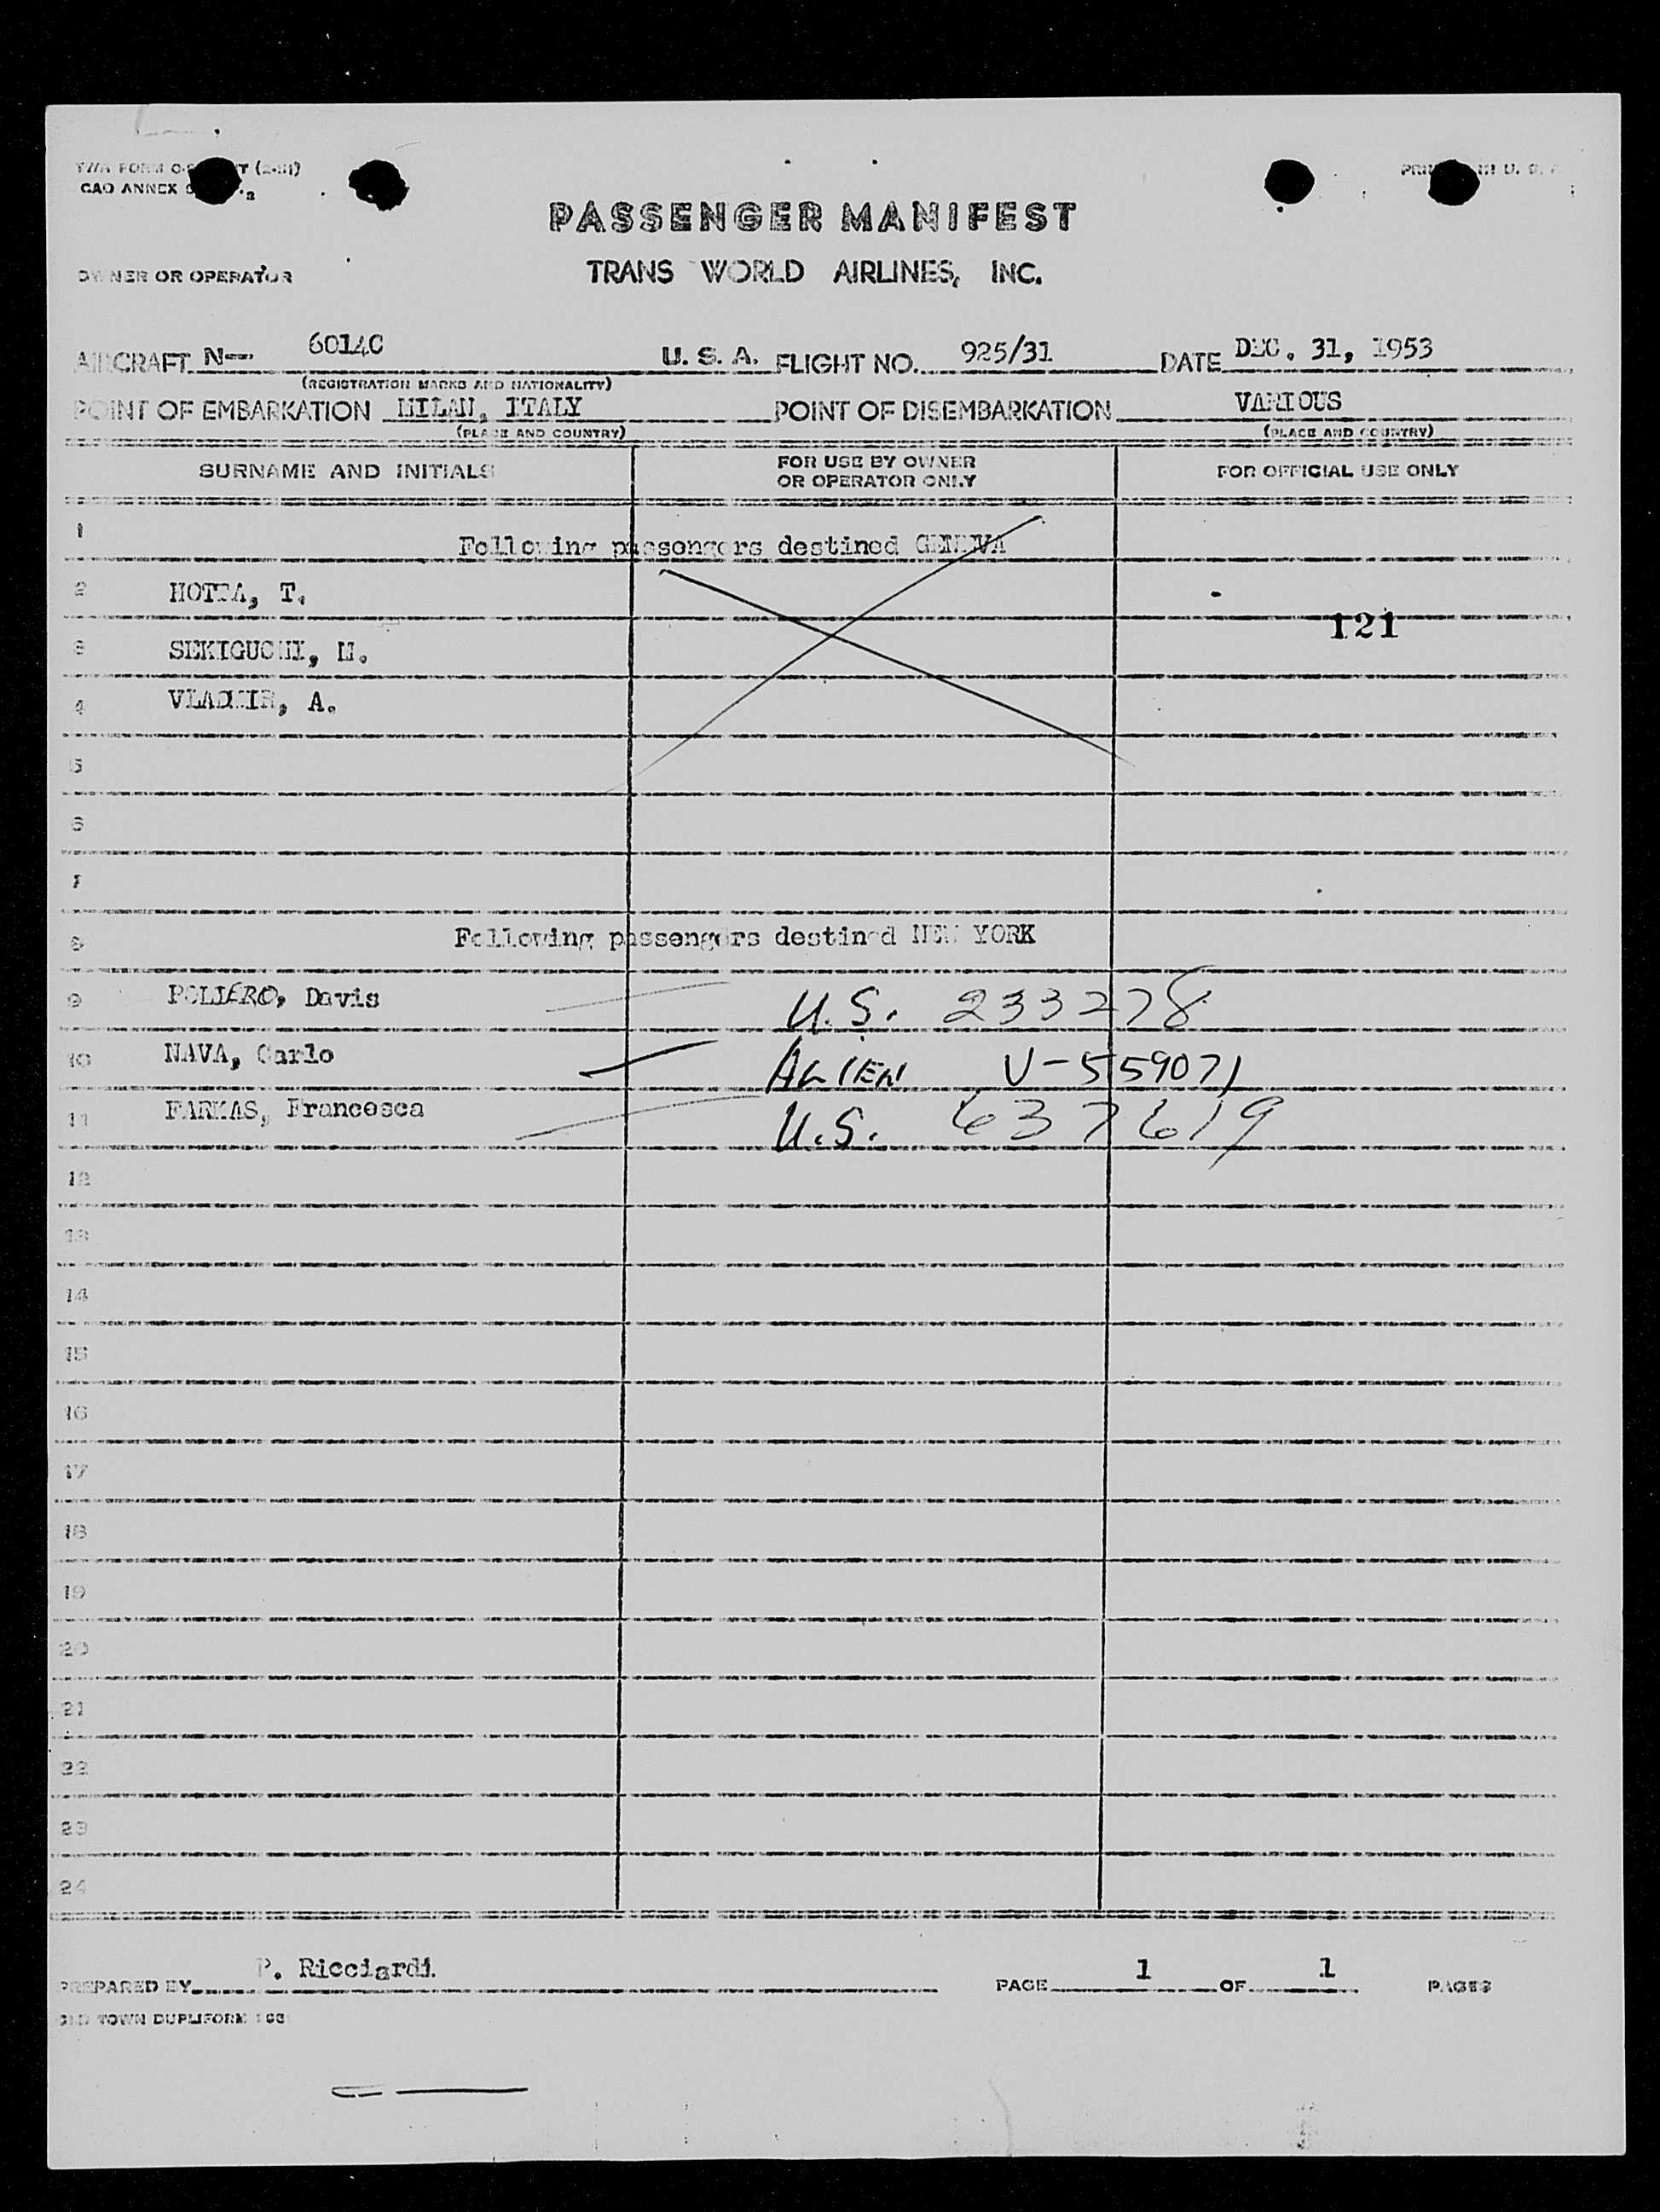 CAO ANNEX
PASSENGER MANIFEST
OWNER OR OPERATOR TRANS WORLD AIRLINES, INC.
AIRCRAFT N— 6014C U. S. A. FLIGHT NO. 925/31 DATE DEC. 31, 1953
(REGISTRATION MARKS AND NATIONALITY)
POINT OF EMBARKATION MILAN, ITALY POINT OF DISEMBARKATION VARIOUS
(PLACE AND COUNTRY) (PLACE AND COUNTRY)
SURNAME AND INITIALS FOR USE BY OWNER OR OPERATOR ONLY FOR OFFICIAL USE ONLY
1 Following passengers destined GENEVA
2 HOTTA, T.
121
3 SEKIGUCHI, M.
4 VLADIMIR, A.
5
6
7
8 Following passengers destined NEW YORK
9 POLIERO, Davis U.S. 233278
10 NAVA, Carlo ALIEN V-559071
11 FARKAS, Francesca U.S. 637619
12
13
14
15
16
17
18
19
20
21
22
23
24
PREPARED BY P. Ricciardi PAGE 1 OF 1 PAGES
OLD TOWN DUPLIFORM